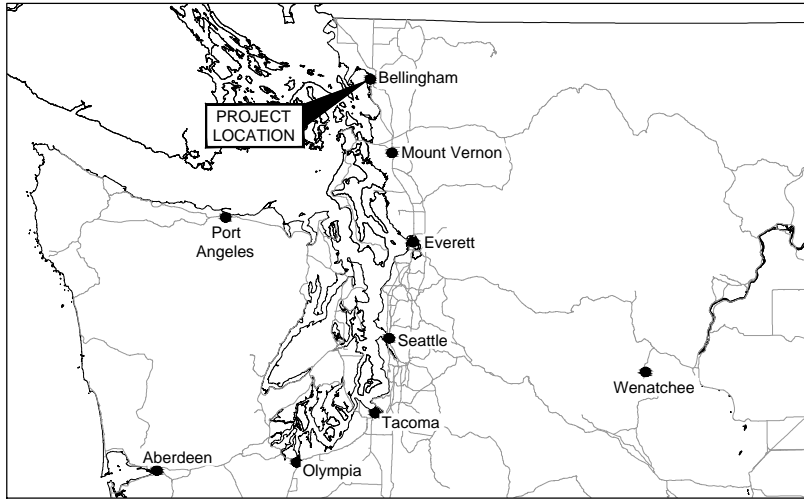 Bellingham
PROJECT
LOCATION
Mount Vernon
Port
Angeles
Everett
Seattle
Wenatchee
Tacoma
Aberdeen
Olympia